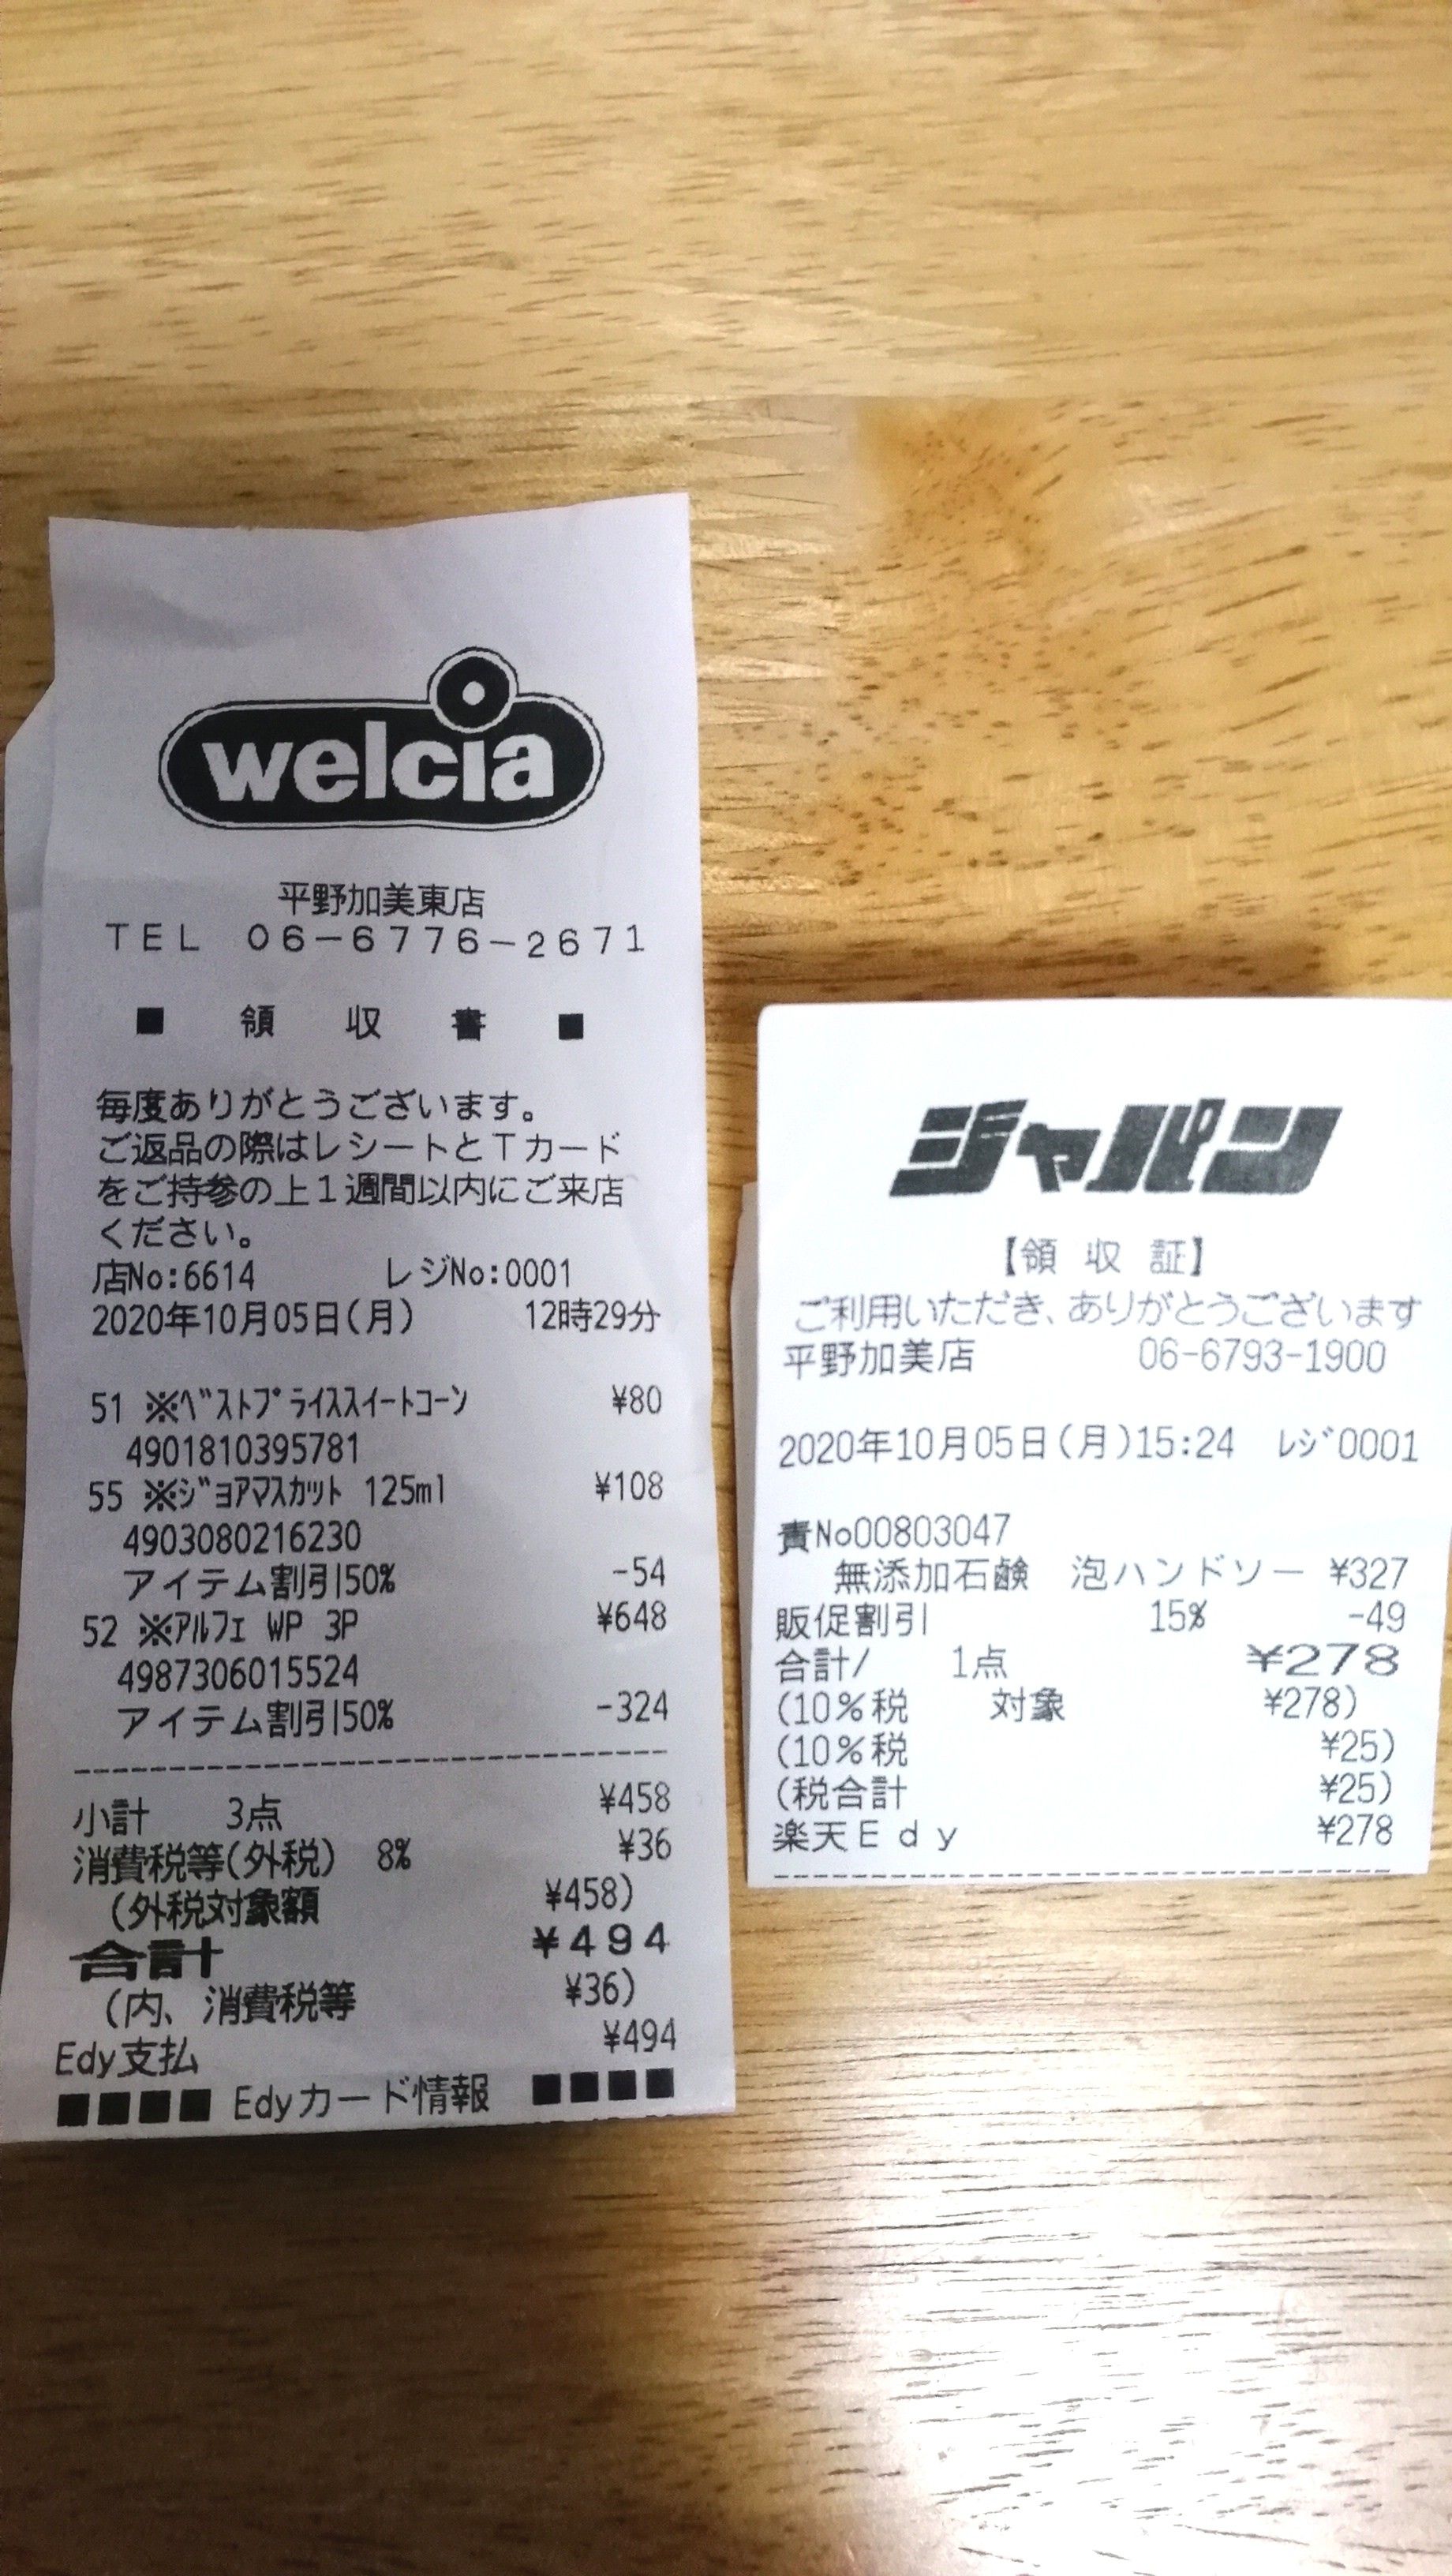 welcia
平野加美東店
TEL 06-6776-2671
■ 領 収 書 ■
毎度ありがとうございます。
ご返品の際はレシートとTカード
をご持参の上1週間以内にご来店
ください。
店No:6614 レジNo:0001
2020年10月05日(月) 12時29分
51 ※ベストプライススイートコーン ¥80
4901810395781
55 ※ジョアマスカット 125ml ¥108
4903080216230
アイテム割引50% -54
52 ※アルフェ WP 3P ¥648
4987306015524
アイテム割引50% -324
小計 3点 ¥458
消費税等(外税) 8% ¥36
(外税対象額 ¥458)
合計 ¥494
(内、消費税等 ¥36)
Edy支払 ¥494
■■■■ Edyカード情報 ■■■■
ジャパン
【領 収 証】
ご利用いただき、ありがとうございます
平野加美店 06-6793-1900
2020年10月05日(月)15:24 レジ0001
責No00803047
無添加石鹸 泡ハンドソー ¥327
販促割引 15% -49
合計/ 1点 ¥278
(10%税 対象 ¥278)
(10%税 ¥25)
(税合計 ¥25)
楽天Edy ¥278